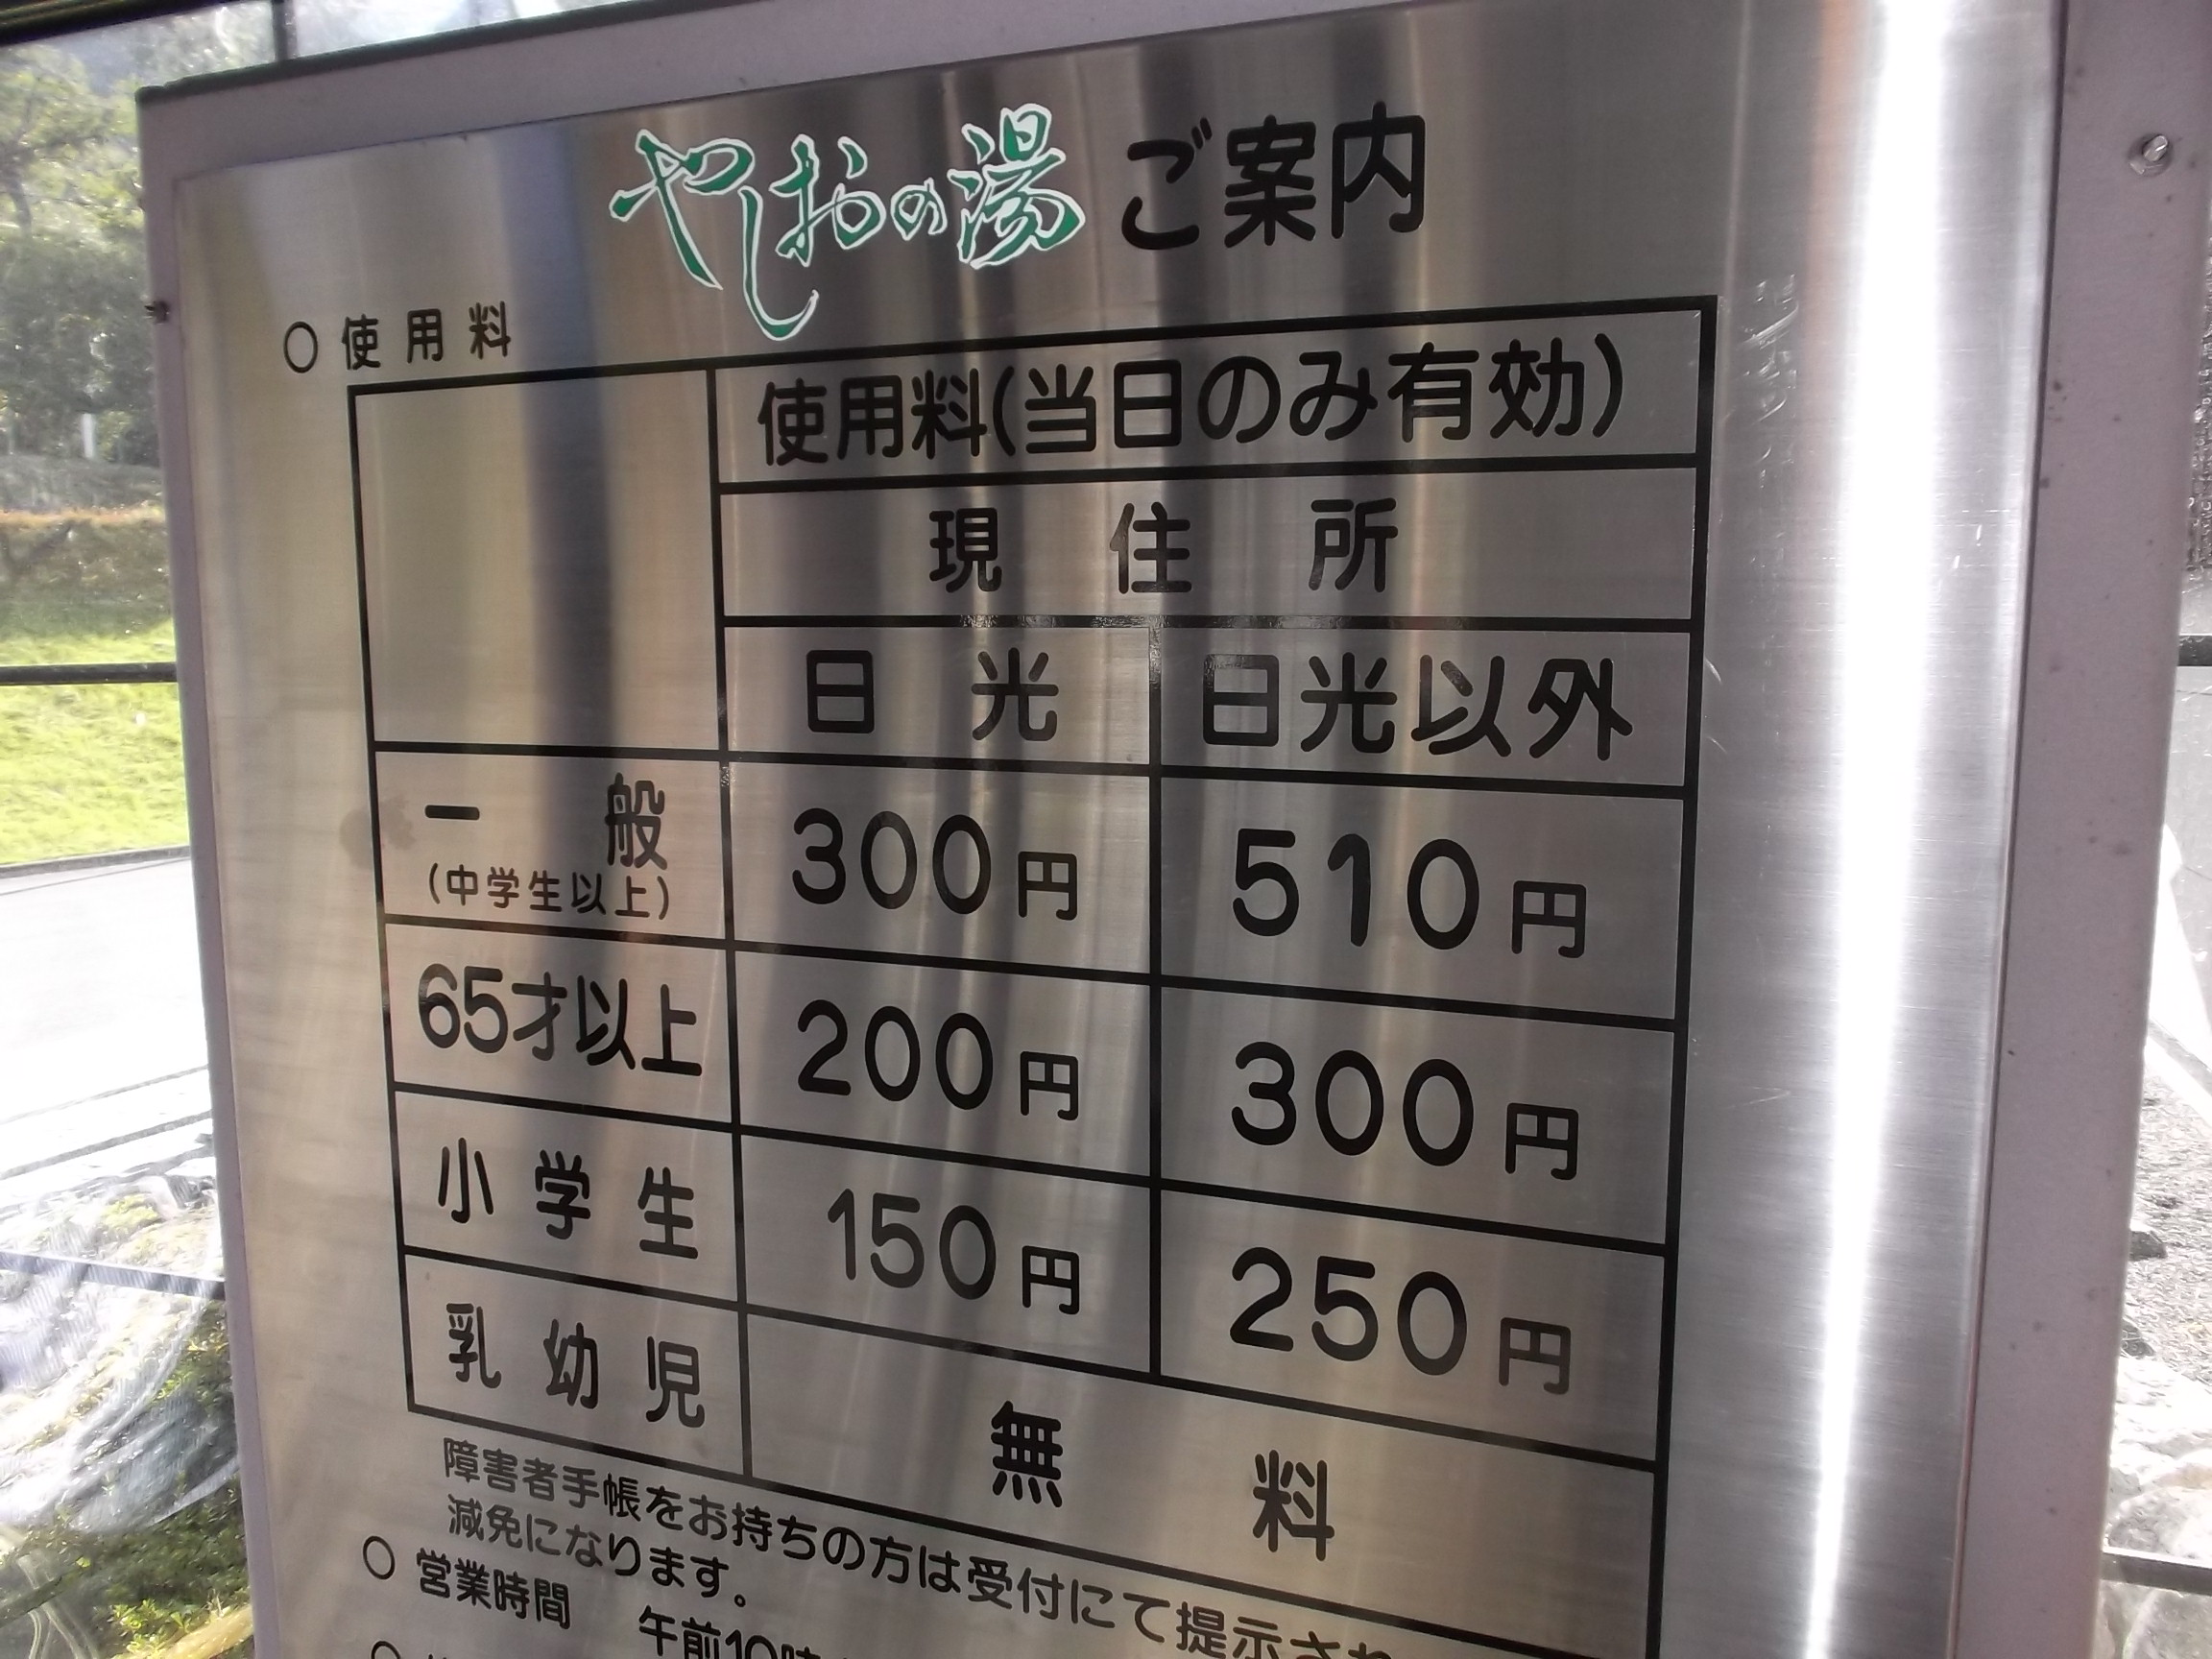 やしおの湯 ご案内
○ 使用料
使用料(当日のみ有効)
現住所
日光 日光以外
一般 300円 510円
(中学生以上)
65才以上 200円 300円
小学生 150円 250円
乳幼児 無料
障害者手帳をお持ちの方は受付にて提示され
減免になります。
○ 営業時間 午前10時